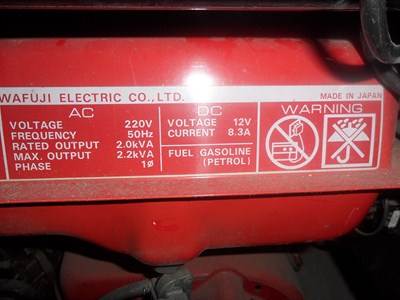 WAFUJI ELECTRIC CO., LTD. MADE IN JAPAN
AC
VOLTAGE 220V
FREQUENCY 50Hz
RATED OUTPUT 2.0kVA
MAX. OUTPUT 2.2kVA
PHASE 1Ø
DC
VOLTAGE 12V
CURRENT 8.3A
FUEL GASOLINE
(PETROL)
WARNING